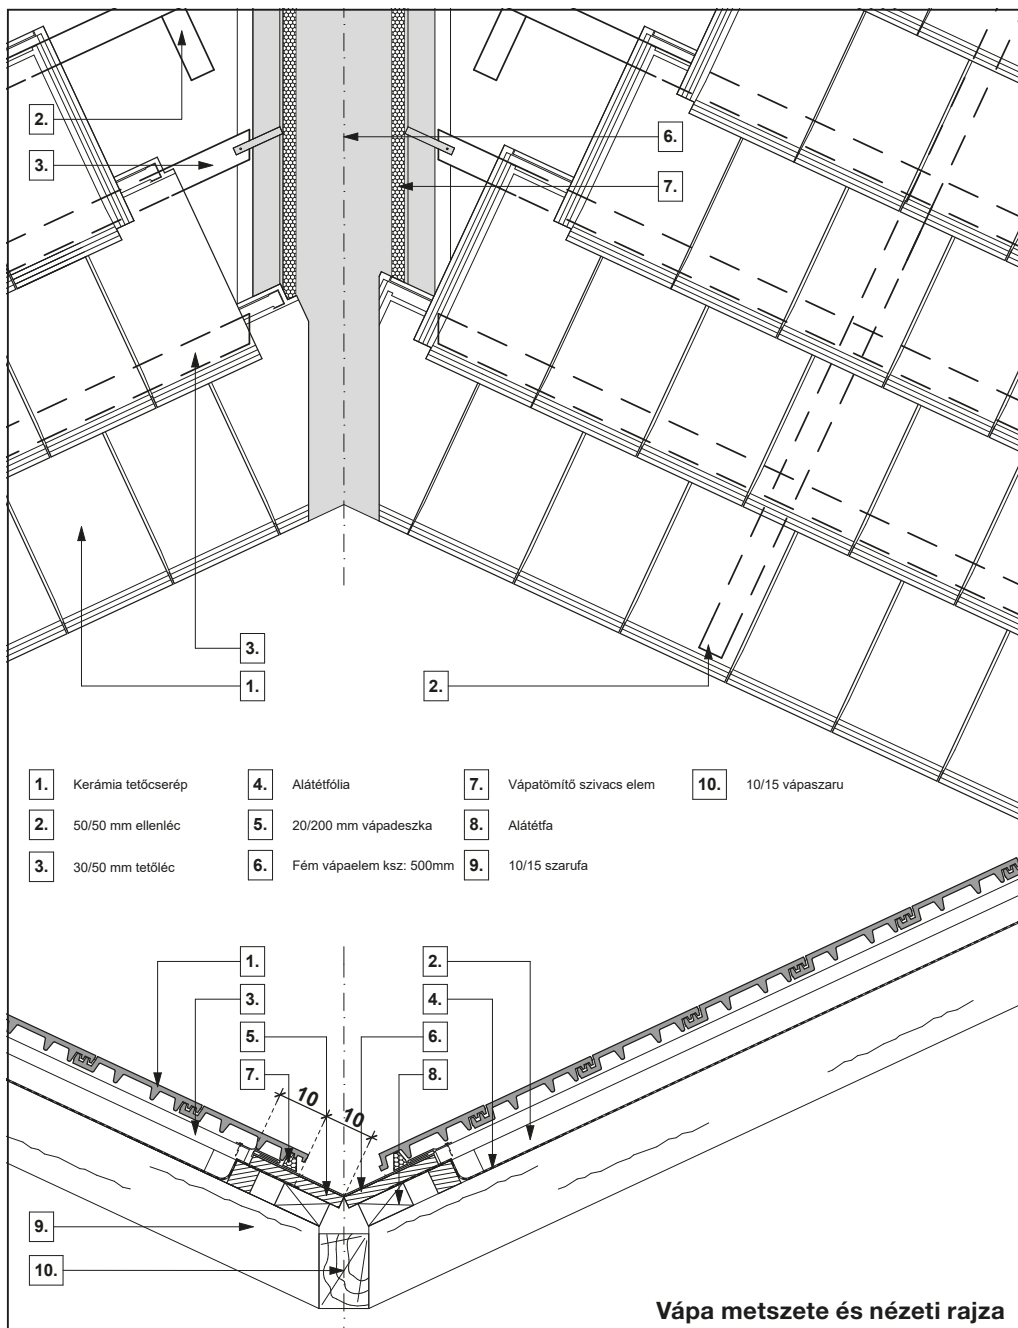 2.
3.
6.
7.
3.
1.
2.
1. Kerámia tetőcserép
2. 50/50 mm ellenléc
3. 30/50 mm tetőléc
4. Alátétfólia
5. 20/200 mm vápadeszka
6. Fém vápaelem ksz: 500mm
7. Vápatömítő szivacs elem
8. Alátétfa
9. 10/15 szarufa
10. 10/15 vápaszaru
1.
3.
5.
7.
2.
4.
6.
8.
10
10
9.
10.
Vápa metszete és nézeti rajza